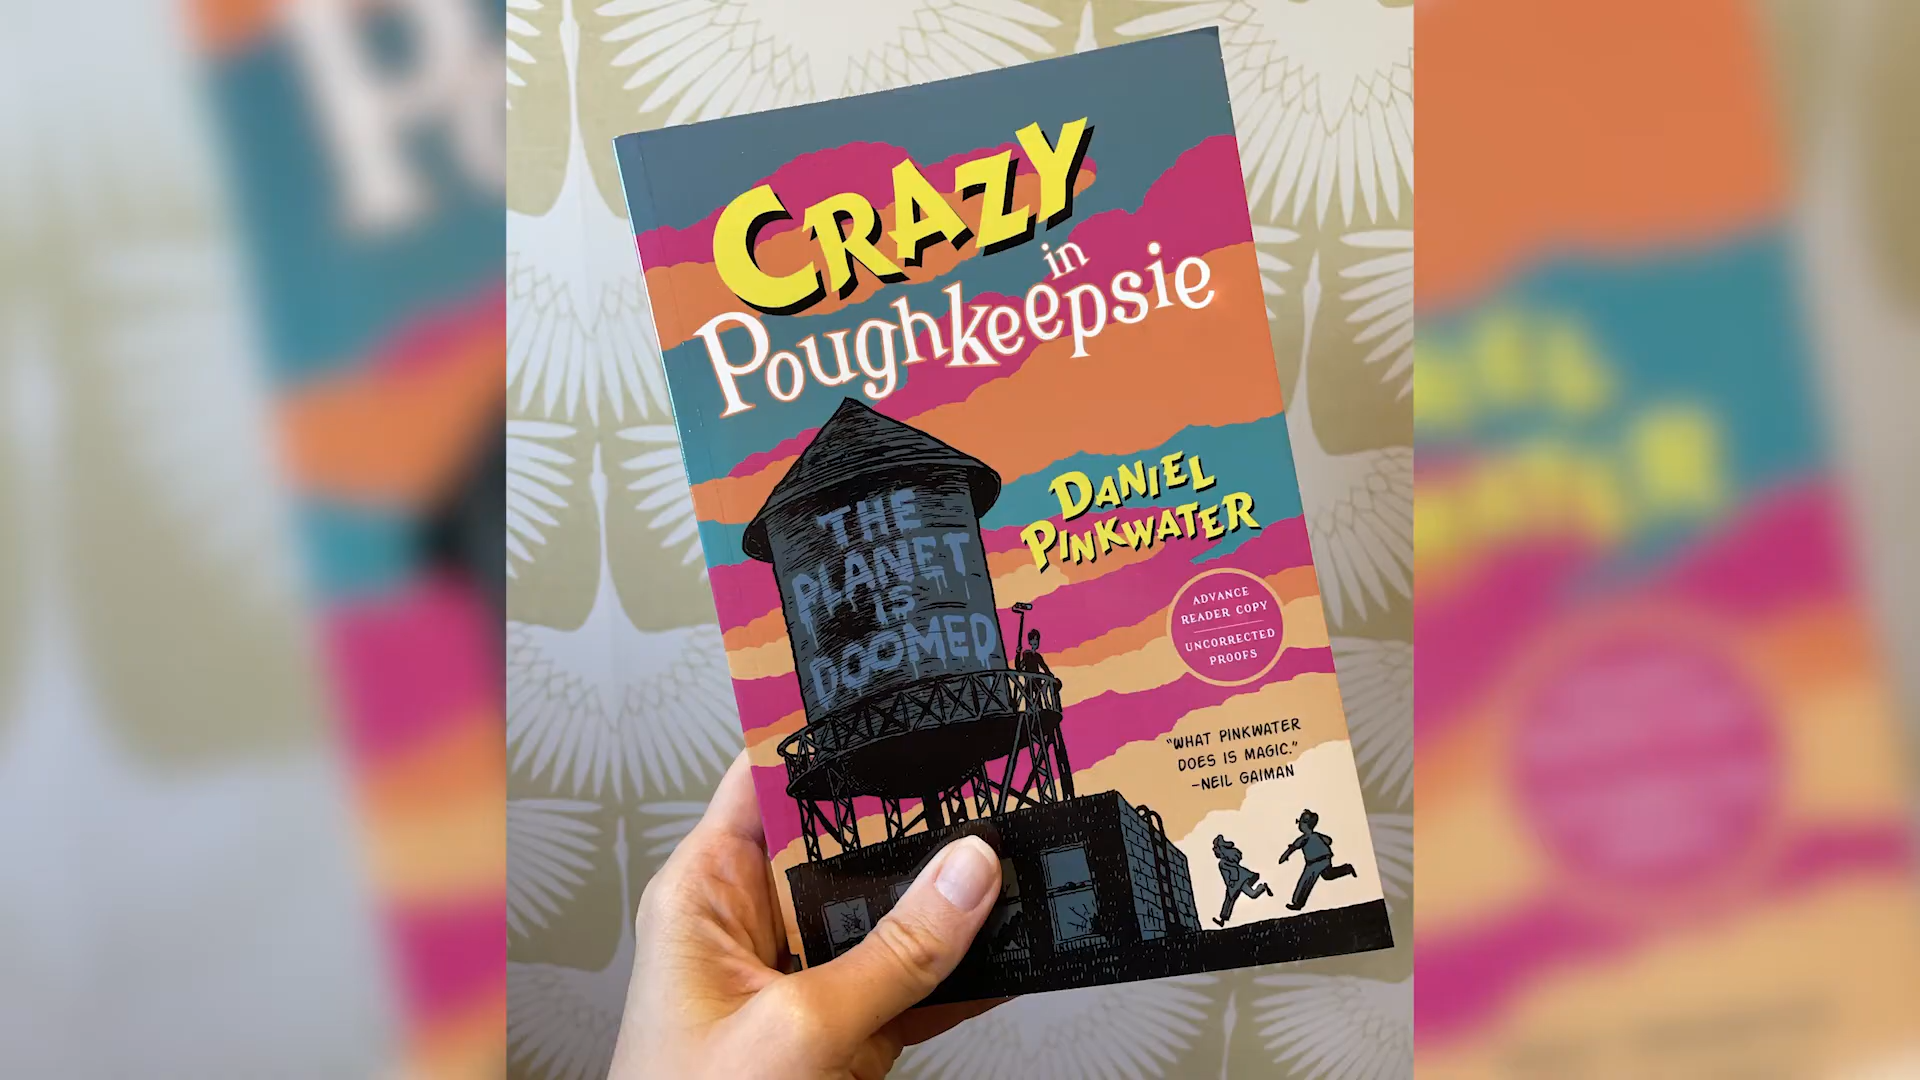 CRAZY
in
Poughkeepsie
DANIEL
PINKWATER
THE
PLANET
IS
DOOMED
ADVANCE
READER COPY
UNCORRECTED
PROOFS
"WHAT PINKWATER
DOES IS MAGIC."
–NEIL GAIMAN